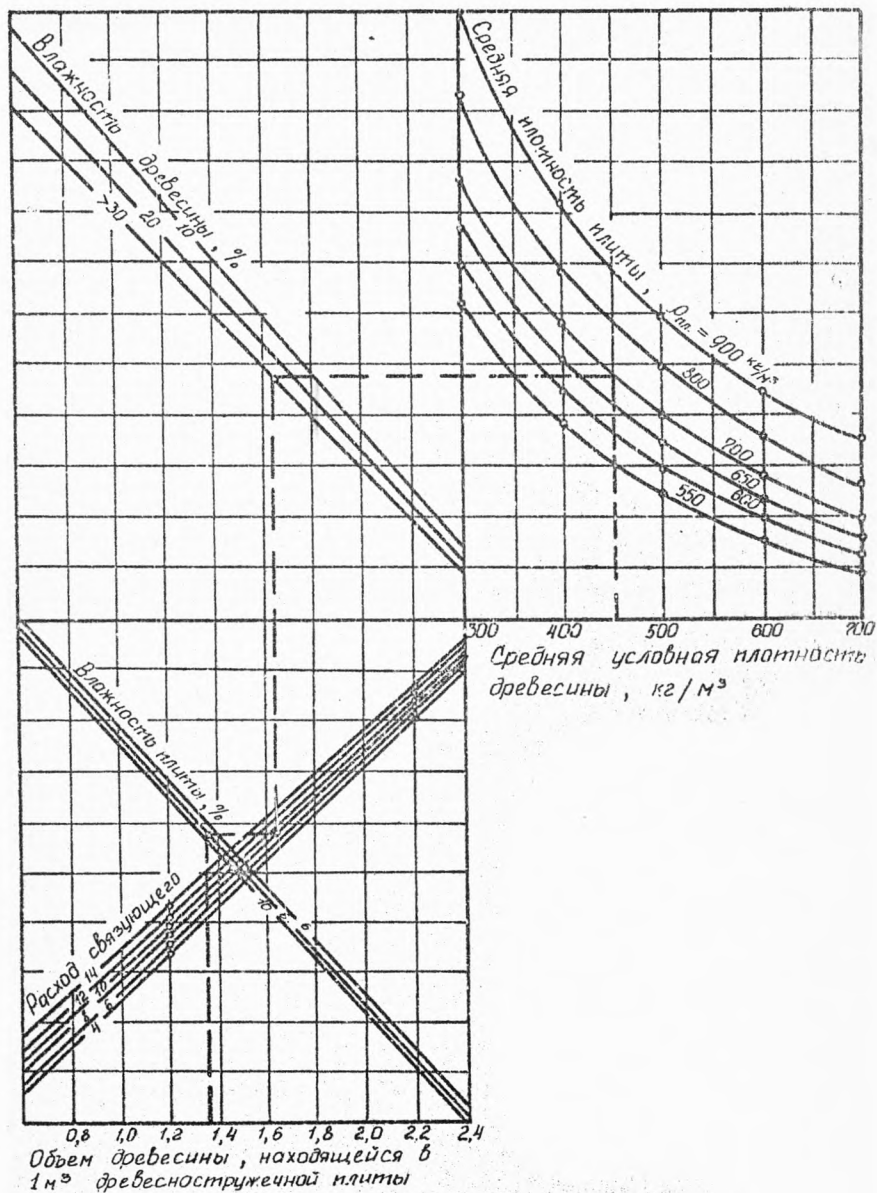 Влажность
древесины, %
>30 20 10
Средняя плотность плиты, ρпл. = 900 кг/м³
800
700
650
600
550
300 400 500 600 700
Средняя условная плотность
древесины, кг/м³
Влажность плиты, %
10 8 6
Расход связующего
14
12 10
8 6
4
0,8 1,0 1,2 1,4 1,6 1,8 2,0 2,2 2,4
Объем древесины, находящейся в
1 м³ древесностружечной плиты